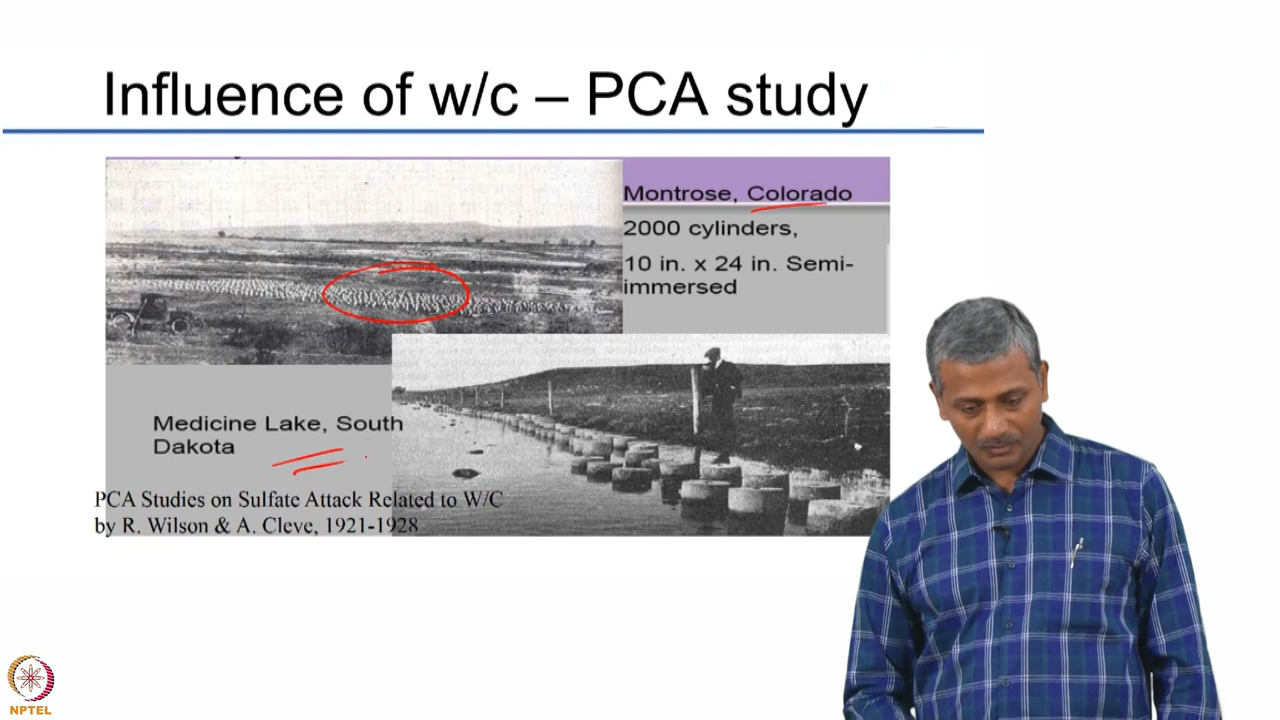 Influence of w/c – PCA study
Montrose, Colorado
2000 cylinders,
10 in. x 24 in. Semi-
immersed
Medicine Lake, South
Dakota
PCA Studies on Sulfate Attack Related to W/C
by R. Wilson & A. Cleve, 1921-1928
NPTEL